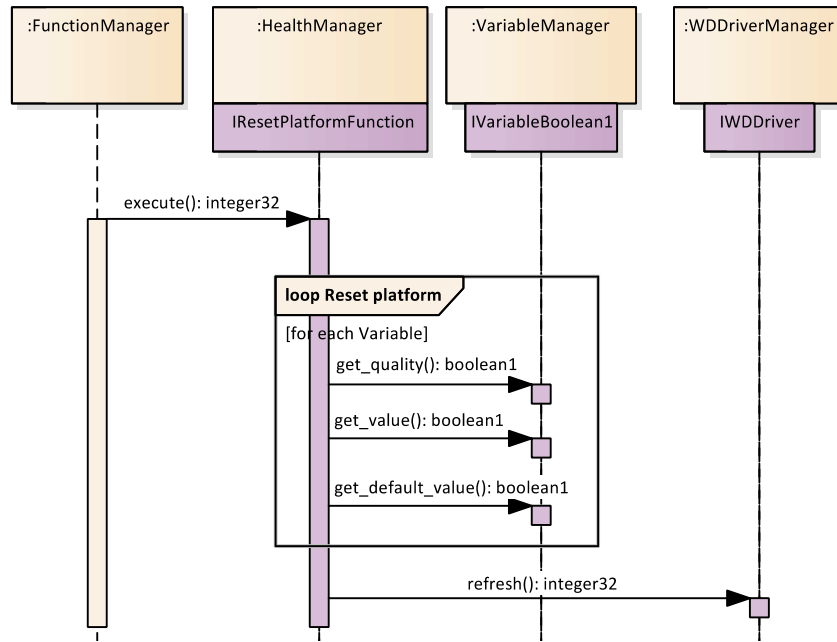 :FunctionManager
:HealthManager
:VariableManager
:WDDriverManager
IResetPlatformFunction
IVariableBoolean1
IWDDriver
execute(): integer32
loop Reset platform
[for each Variable]
get_quality(): boolean1
get_value(): boolean1
get_default_value(): boolean1
refresh(): integer32